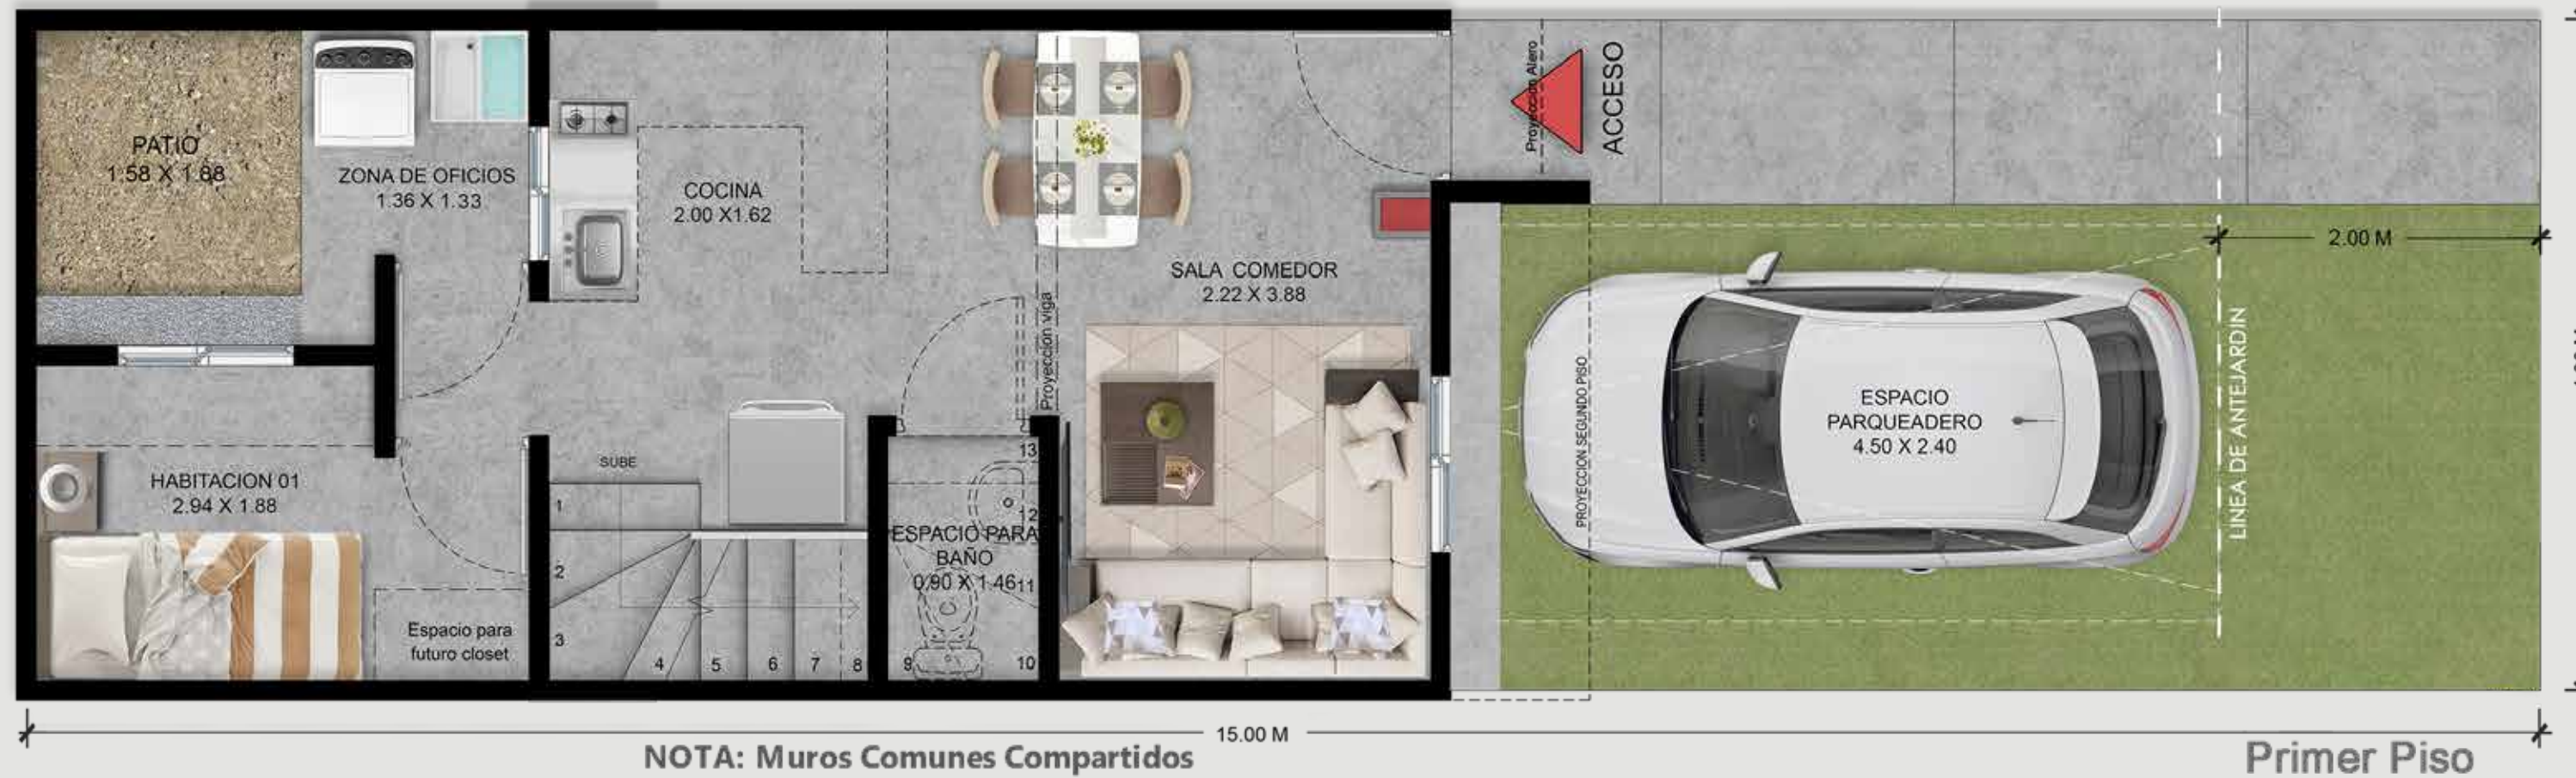 PATIO
1.58 X 1.88
ZONA DE OFICIOS
1.36 X 1.33
COCINA
2.00 X1.62
Proyeccion viga
SALA COMEDOR
2.22 X 3.88
Proyeccion Alero
ACCESO
2.00 M
HABITACION 01
2.94 X 1.88
Espacio para
futuro closet
SUBE
1
2
3
4
5
6
7
8
9
10
11
12
13
ESPACIO PARA
BAÑO
0.90 X 1.46
PROYECCION SEGUNDO PISO
ESPACIO
PARQUEADERO
4.50 X 2.40
LINEA DE ANTEJARDIN
15.00 M
NOTA: Muros Comunes Compartidos
Primer Piso